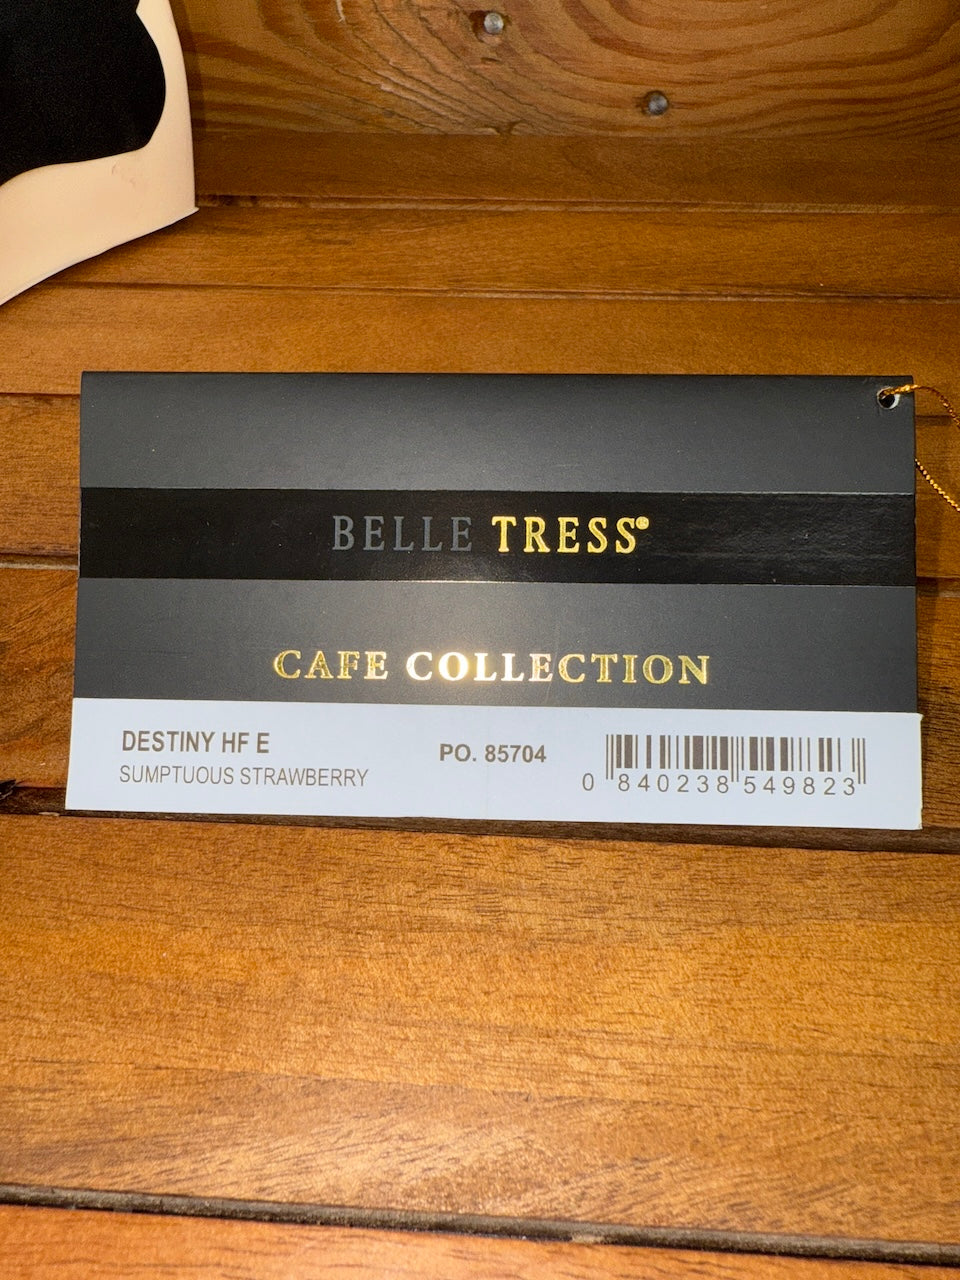 BELLE TRESS®
CAFE COLLECTION
DESTINY HF E
SUMPTUOUS STRAWBERRY
PO. 85704
0 840238 549823